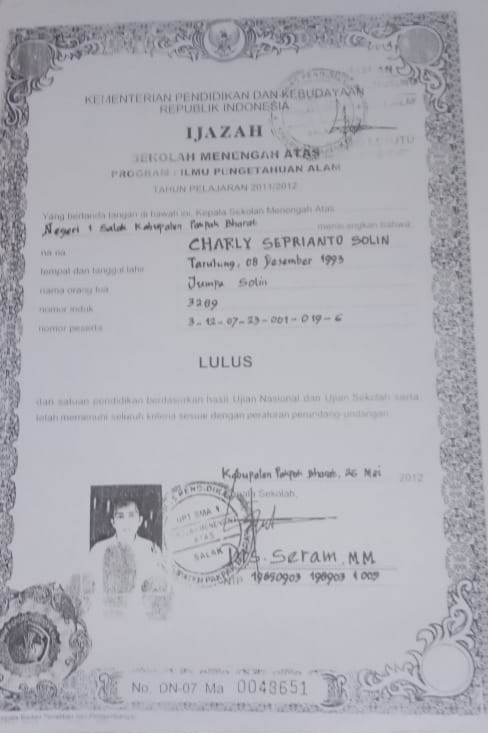 KEMENTERIAN PENDIDIKAN DAN KEBUDAYAAN
REPUBLIK INDONESIA
IJAZAH
SEKOLAH MENENGAH ATAS
PROGRAM : ILMU PENGETAHUAN ALAM
TAHUN PELAJARAN 2011/2012
Yang bertanda tangan di bawah ini, Kepala Sekolah Menengah Atas
Negeri 1 Salak Kabupaten Pakpak Bharat menerangkan bahwa:
nama CHARLY SEPRIANTO SOLIN
tempat dan tanggal lahir Tarutung, 08 Desember 1993
nama orang tua Jumpa Solin
nomor induk 3289
nomor peserta 3-12-07-23-001-019-6
LULUS
dari satuan pendidikan berdasarkan hasil Ujian Nasional dan Ujian Sekolah serta
telah memenuhi seluruh kriteria sesuai dengan peraturan perundang-undangan
Kabupaten Pakpak Bharat, 26 Mei 2012
Kepala Sekolah,
UPT SMA 1
ATAS
SALAK
Drs. Seram, MM
NIP 19650903 198903 1 005
No. DN-07 Ma 0048651